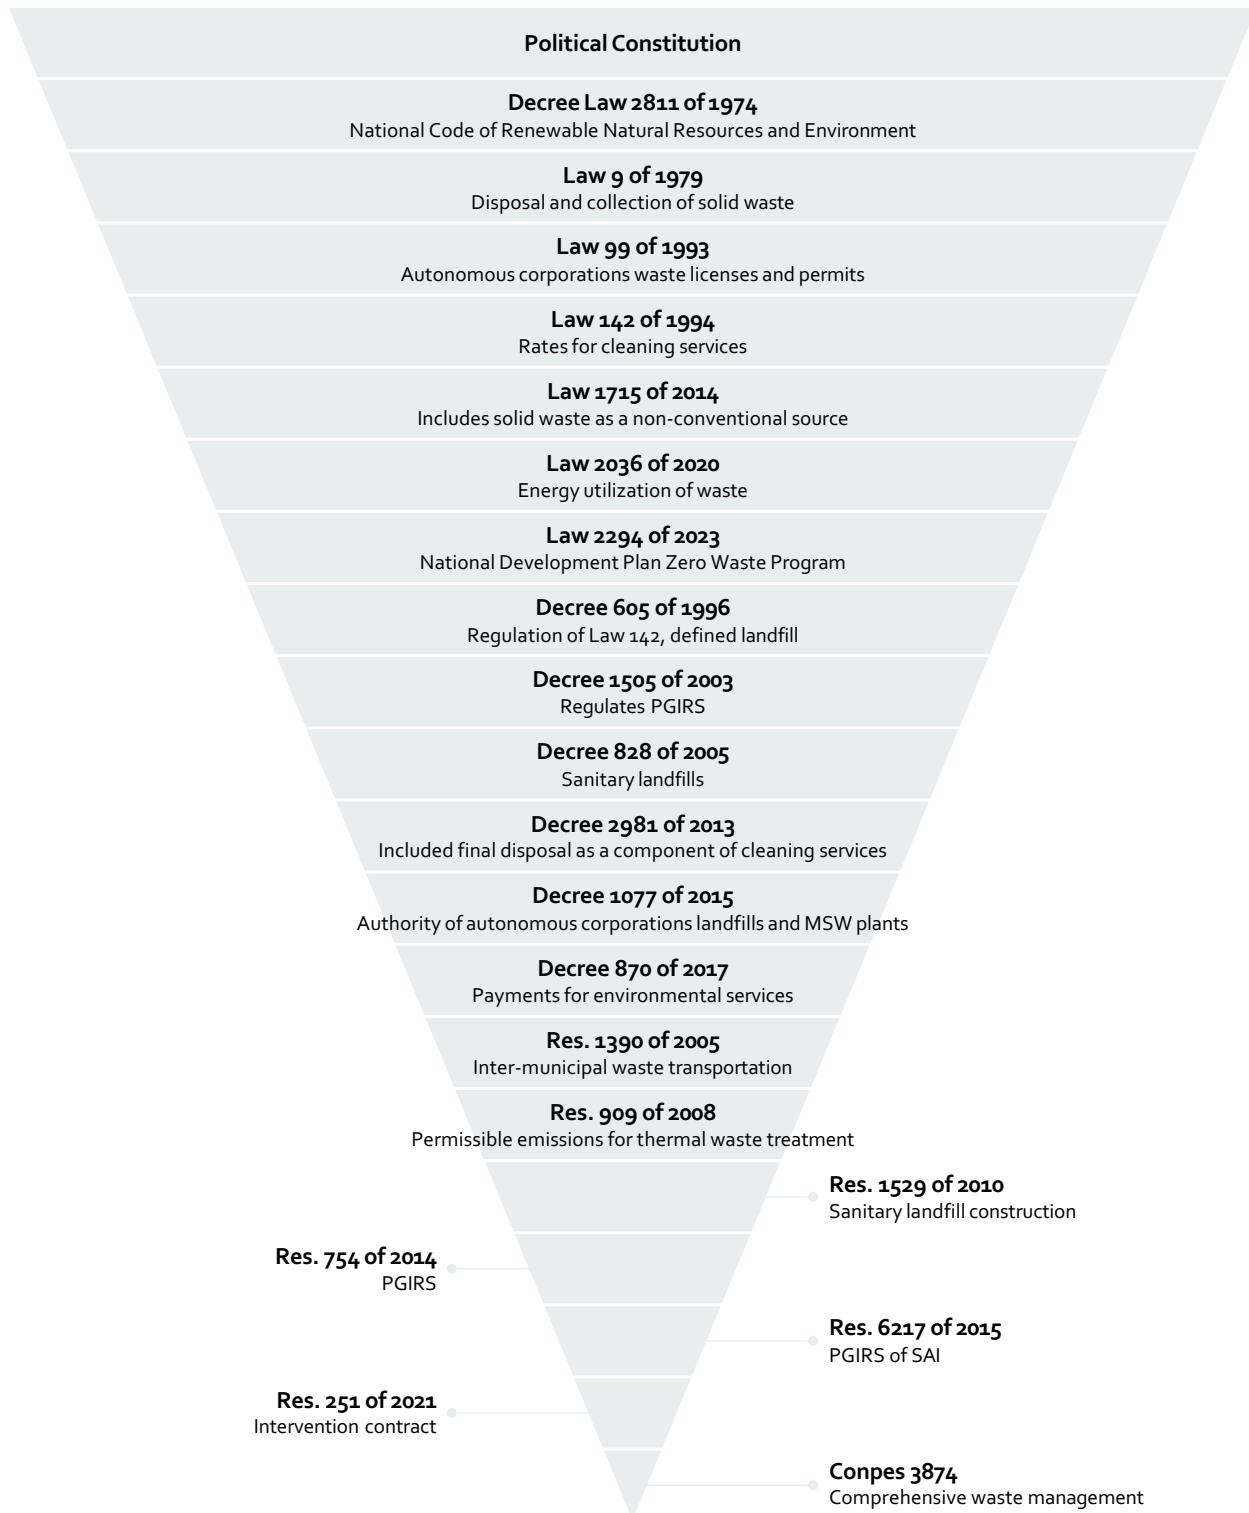 Political Constitution
Decree Law 2811 of 1974
National Code of Renewable Natural Resources and Environment
Law 9 of 1979
Disposal and collection of solid waste
Law 99 of 1993
Autonomous corporations waste licenses and permits
Law 142 of 1994
Rates for cleaning services
Law 1715 of 2014
Includes solid waste as a non-conventional source
Law 2036 of 2020
Energy utilization of waste
Law 2294 of 2023
National Development Plan Zero Waste Program
Decree 605 of 1996
Regulation of Law 142, defined landfill
Decree 1505 of 2003
Regulates PGIRS
Decree 828 of 2005
Sanitary landfills
Decree 2981 of 2013
Included final disposal as a component of cleaning services
Decree 1077 of 2015
Authority of autonomous corporations landfills and MSW plants
Decree 870 of 2017
Payments for environmental services
Res. 1390 of 2005
Inter-municipal waste transportation
Res. 909 of 2008
Permissible emissions for thermal waste treatment
Res. 1529 of 2010
Sanitary landfill construction
Res. 754 of 2014
PGIRS
Res. 6217 of 2015
PGIRS of SAI
Res. 251 of 2021
Intervention contract
Conpes 3874
Comprehensive waste management